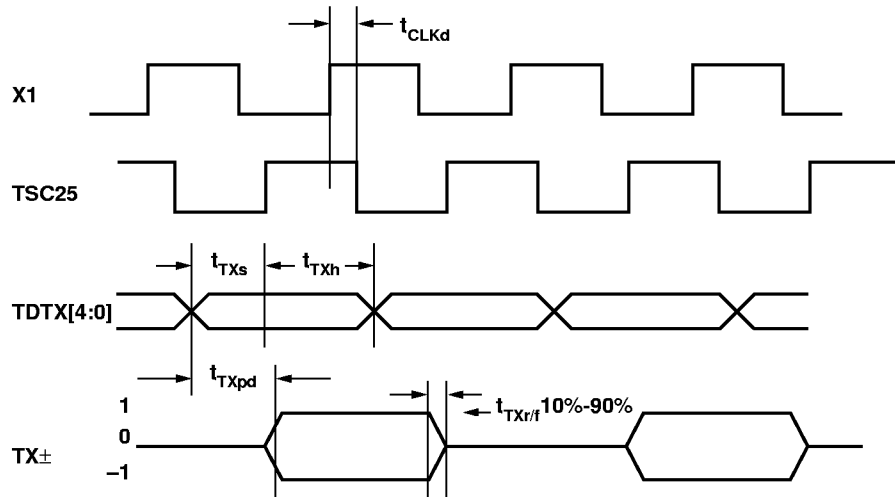 tCLKd
X1
TSC25
tTXs
tTXh
TDTX[4:0]
tTXpd
tTXr/f 10%-90%
1
0
TX±
–1